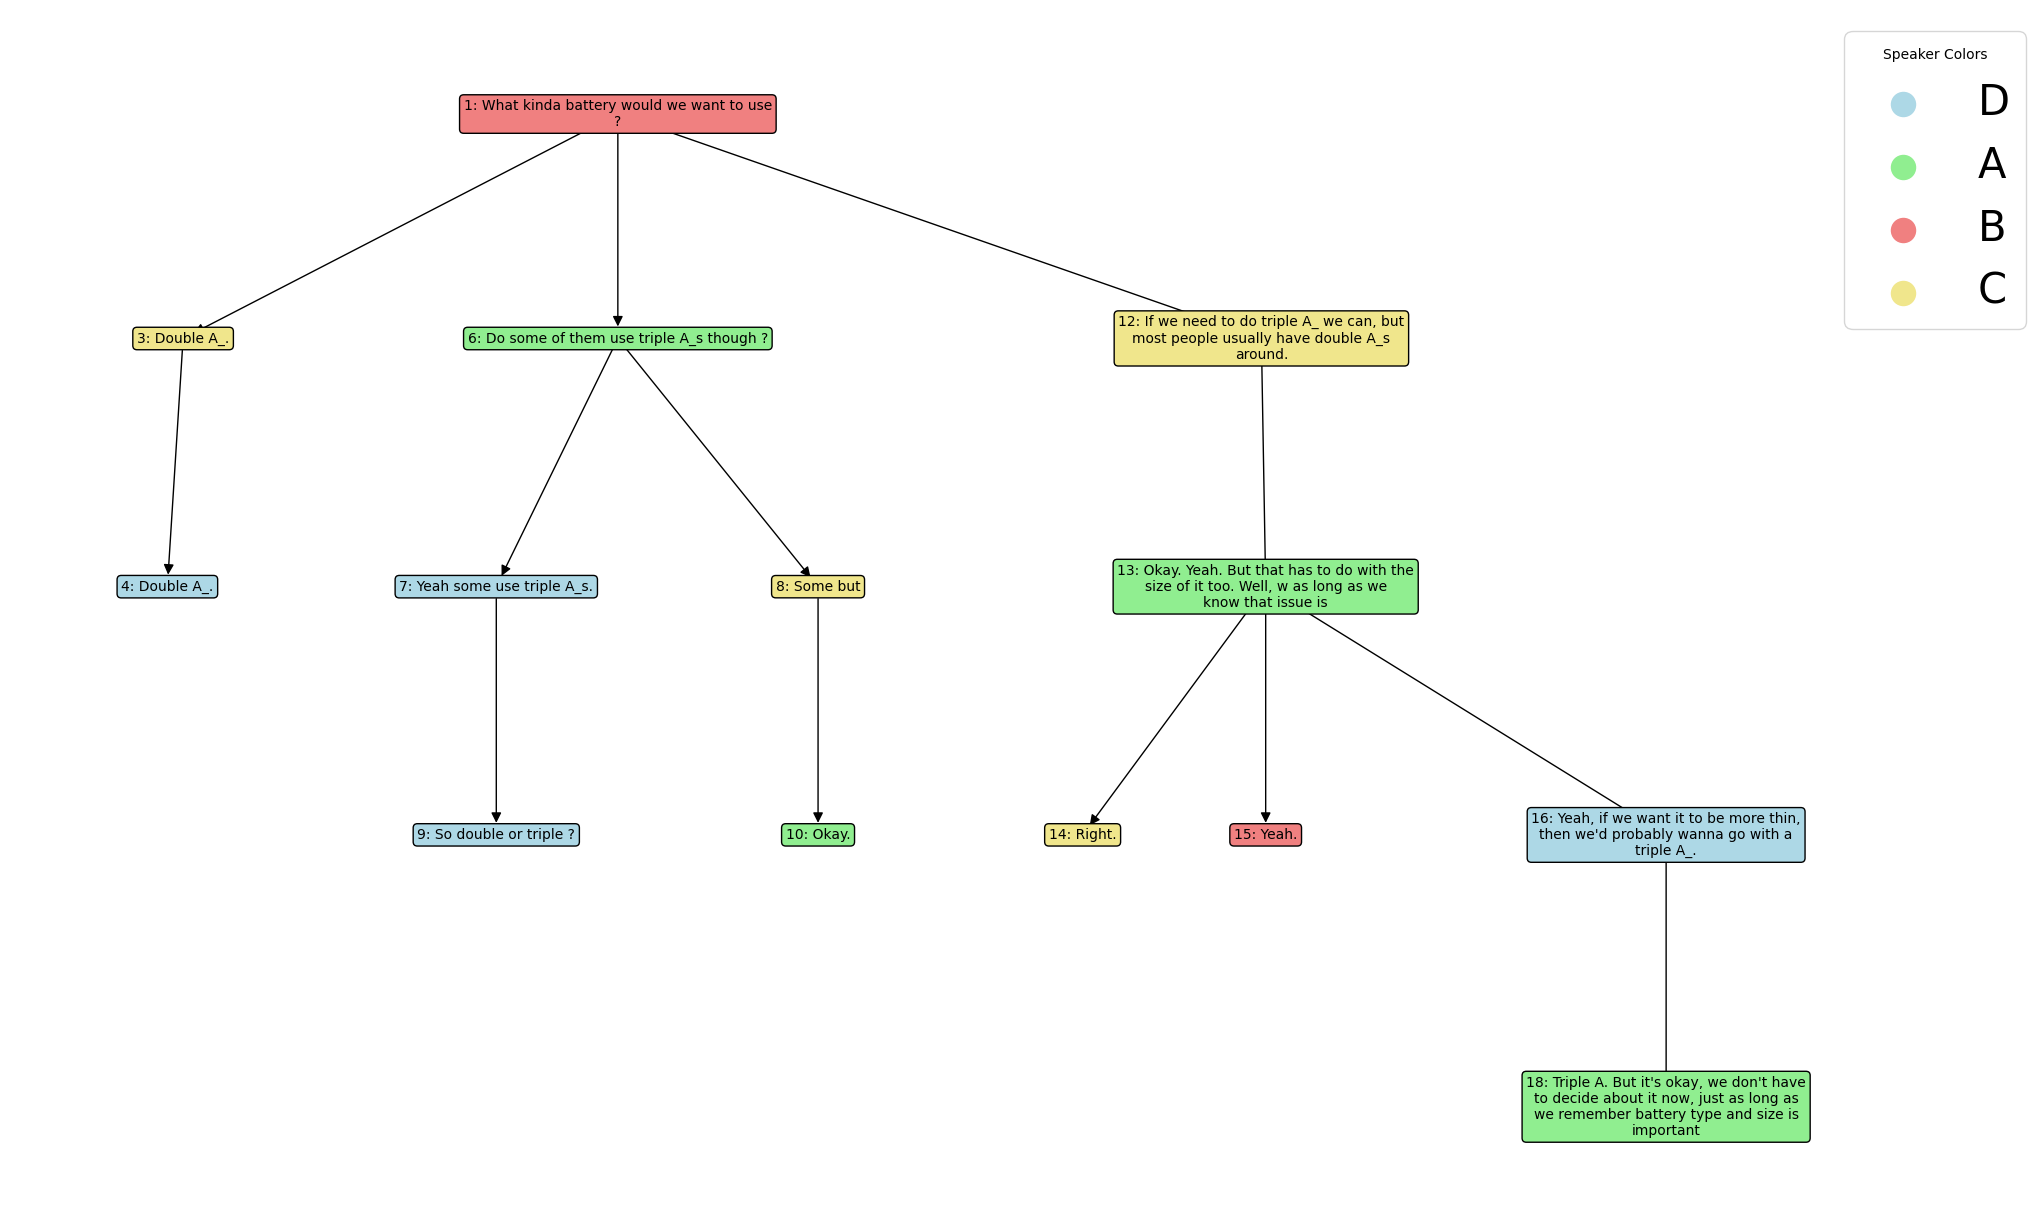 Speaker Colors
D
A
B
C
1: What kinda battery would we want to use
?
3: Double A_.
6: Do some of them use triple A_s though ?
12: If we need to do triple A_ we can, but
most people usually have double A_s
around.
4: Double A_.
7: Yeah some use triple A_s.
8: Some but
13: Okay. Yeah. But that has to do with the
size of it too. Well, w as long as we
know that issue is
9: So double or triple ?
10: Okay.
14: Right.
15: Yeah.
16: Yeah, if we want it to be more thin,
then we'd probably wanna go with a
triple A_.
18: Triple A. But it's okay, we don't have
to decide about it now, just as long as
we remember battery type and size is
important